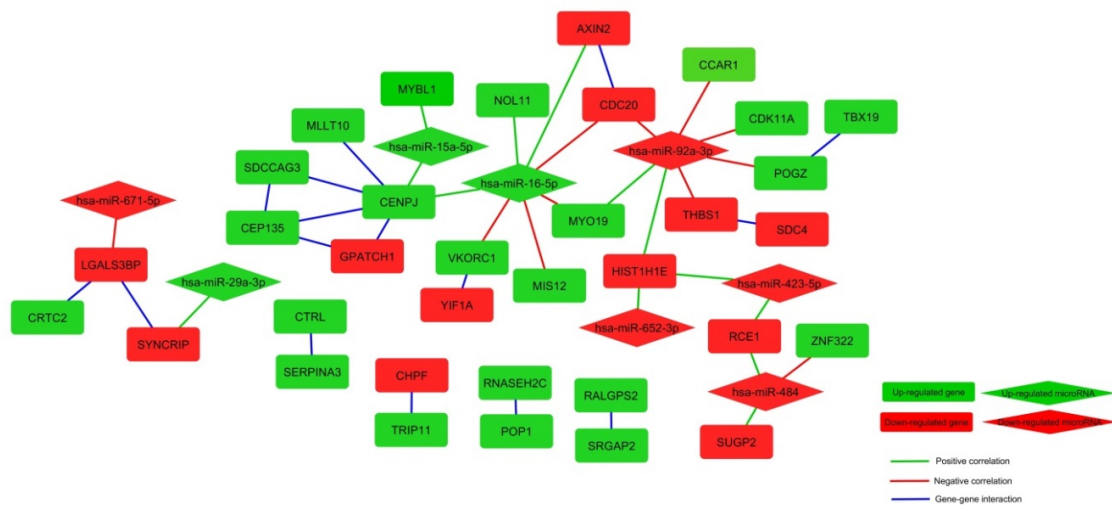 AXIN2
CCAR1
MYBL1
NOL11
CDC20
CDK11A
TBX19
MLLT10
hsa-miR-15a-5p
hsa-miR-92a-3p
SDCCAG3
hsa-miR-16-5p
POGZ
hsa-miR-671-5p
CENPJ
MYO19
THBS1
CEP135
SDC4
GPATCH1
VKORC1
LGALS3BP
HIST1H1E
hsa-miR-29a-3p
MIS12
hsa-miR-423-5p
YIF1A
CRTC2
CTRL
hsa-miR-652-3p
SYNCRIP
RCE1
ZNF322
SERPINA3
CHPF
RNASEH2C
RALGPS2
hsa-miR-484
Up-regulated gene
Up-regulated microRNA
TRIP11
POP1
SRGAP2
SUGP2
Down-regulated gene
Down-regulated microRNA
Positive correlation
Negative correlation
Gene-gene interaction